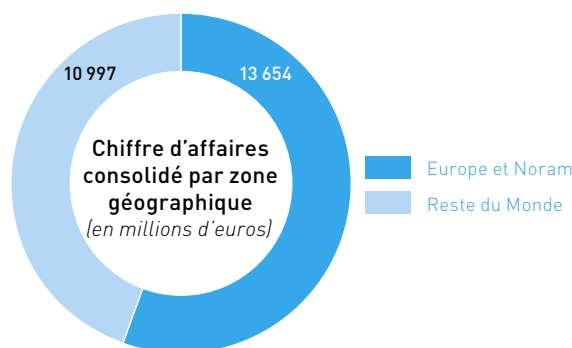 10 997
13 654
Chiffre d’affaires
consolidé par zone
géographique
(en millions d’euros)
Europe et Noram
Reste du Monde